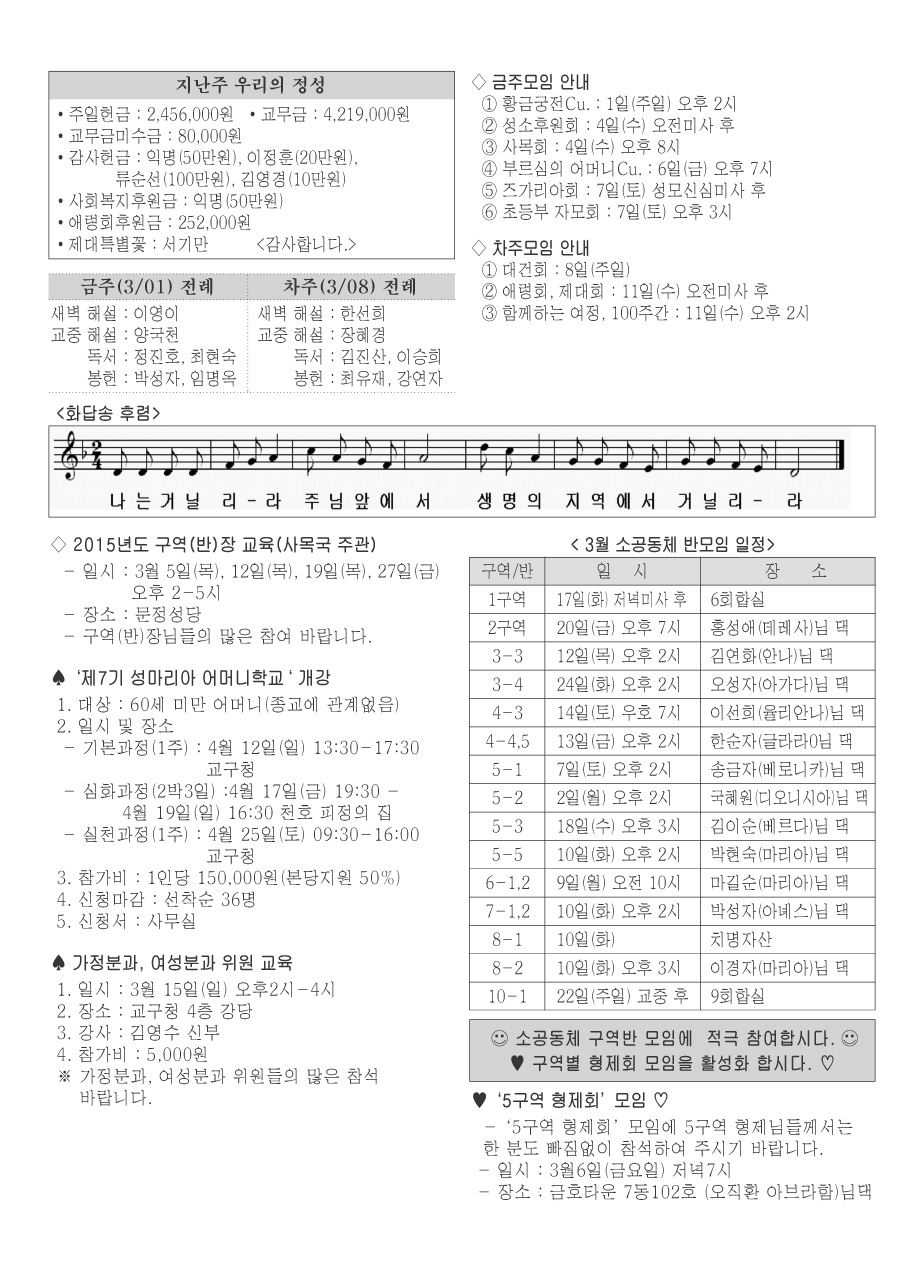 지난주 우리의 정성
• 주일헌금 : 2,456,000원 • 교무금 : 4,219,000원
• 교무금미수금 : 80,000원
• 감사헌금 : 익명(50만원), 이정훈(20만원),
류순선(100만원), 김영경(10만원)
• 사회복지후원금 : 익명(50만원)
• 애령회후원금 : 252,000원
• 제대특별꽃 : 서기만 <감사합니다.>
금주(3/01) 전례
새벽 해설 : 이영이
교중 해설 : 양국천
독서 : 정진호, 최현숙
봉헌 : 박성자, 임명옥
차주(3/08) 전례
새벽 해설 : 한선희
교중 해설 : 장혜경
독서 : 김진산, 이승희
봉헌 : 최유재, 강연자
◇ 금주모임 안내
① 황금궁전Cu. : 1일(주일) 오후 2시
② 성소후원회 : 4일(수) 오전미사 후
③ 사목회 : 4일(수) 오후 8시
④ 부르심의 어머니Cu. : 6일(금) 오후 7시
⑤ 즈가리아회 : 7일(토) 성모신심미사 후
⑥ 초등부 자모회 : 7일(토) 오후 3시
◇ 차주모임 안내
① 대건회 : 8일(주일)
② 애령회, 제대회 : 11일(수) 오전미사 후
③ 함께하는 여정, 100주간 : 11일(수) 오후 2시
<화답송 후렴>
2
4
나 는 거 닐 리 - 라 주 님 앞 에 서 생 명 의 지 역 에 서 거 닐 리 - 라
◇ 2015년도 구역(반)장 교육(사목국 주관)
- 일시 : 3월 5일(목), 12일(목), 19일(목), 27일(금)
오후 2-5시
- 장소 : 문정성당
- 구역(반)장님들의 많은 참여 바랍니다.
♠ ‘제7기 성마리아 어머니학교 ‘ 개강
1. 대상 : 60세 미만 어머니(종교에 관계없음)
2. 일시 및 장소
- 기본과정(1주) : 4월 12일(일) 13:30-17:30
교구청
- 심화과정(2박3일) :4월 17일(금) 19:30 -
4월 19일(일) 16:30 천호 피정의 집
- 실천과정(1주) : 4월 25일(토) 09:30-16:00
교구청
3. 참가비 : 1인당 150,000원(본당지원 50%)
4. 신청마감 : 선착순 36명
5. 신청서 : 사무실
♠ 가정분과, 여성분과 위원 교육
1. 일시 : 3월 15일(일) 오후2시-4시
2. 장소 : 교구청 4층 강당
3. 강사 : 김영수 신부
4. 참가비 : 5,000원
※ 가정분과, 여성분과 위원들의 많은 참석
바랍니다.
< 3월 소공동체 반모임 일정>
구역/반 일 시 장 소
1구역 17일(화) 저녁미사 후 6회합실
2구역 20일(금) 오후 7시 홍성애(데레사)님 댁
3-3 12일(목) 오후 2시 김연화(안나)님 댁
3-4 24일(화) 오후 2시 오성자(아가다)님 댁
4-3 14일(토) 우호 7시 이선희(율리안나)님 댁
4-4,5 13일(금) 오후 2시 한순자(글라라0님 댁
5-1 7일(토) 오후 2시 송금자(베로니카)님 댁
5-2 2일(월) 오후 2시 국혜원(디오니시아)님 댁
5-3 18일(수) 오후 3시 김이순(베르다)님 댁
5-5 10일(화) 오후 2시 박현숙(마리아)님 댁
6-1,2 9일(월) 오전 10시 마길순(마리아)님 댁
7-1,2 10일(화) 오후 2시 박성자(아네스)님 댁
8-1 10일(화) 치명자산
8-2 10일(화) 오후 3시 이경자(마리아)님 댁
10-1 22일(주일) 교중 후 9회합실
☺ 소공동체 구역반 모임에 적극 참여합시다. ☺
♥ 구역별 형제회 모임을 활성화 합시다. ♡
♥ ‘5구역 형제회’ 모임 ♡
- ‘5구역 형제회’ 모임에 5구역 형제님들께서는
한 분도 빠짐없이 참석하여 주시기 바랍니다.
- 일시 : 3월6일(금요일) 저녁7시
- 장소 : 금호타운 7동102호 (오직환 아브라함)님댁